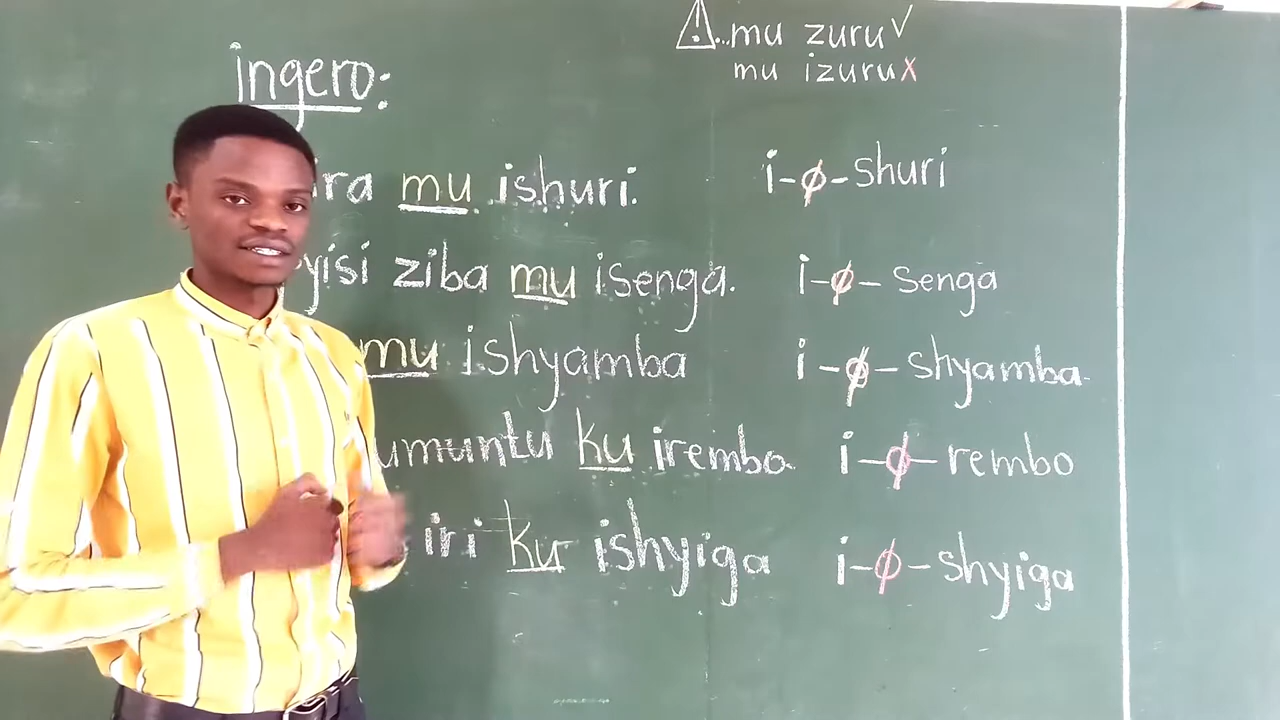 ingero:
⚠...mu zuru✓
mu izurux
ra mu ishuri. i-ø-shuri
yisi ziba mu isenga. i-ø-senga
mu ishyamba i-ø-shyamba.
umuntu ku irembo. i-ø-rembo
iri ku ishyiga i-ø-shyiga